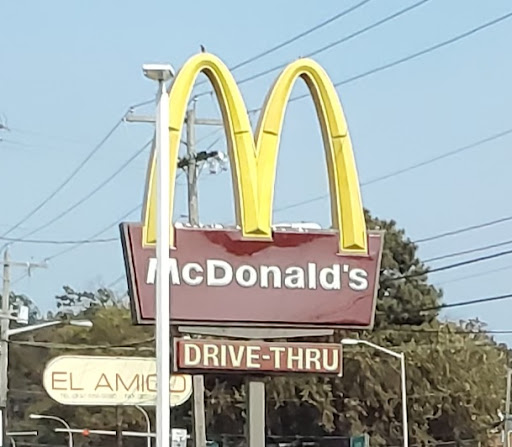 McDonald's
DRIVE-THRU
EL AMIGO